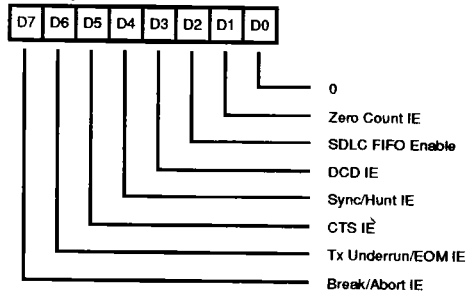 D7 D6 D5 D4 D3 D2 D1 D0
0
Zero Count IE
SDLC FIFO Enable
DCD IE
Sync/Hunt IE
CTS IE
Tx Underrun/EOM IE
Break/Abort IE